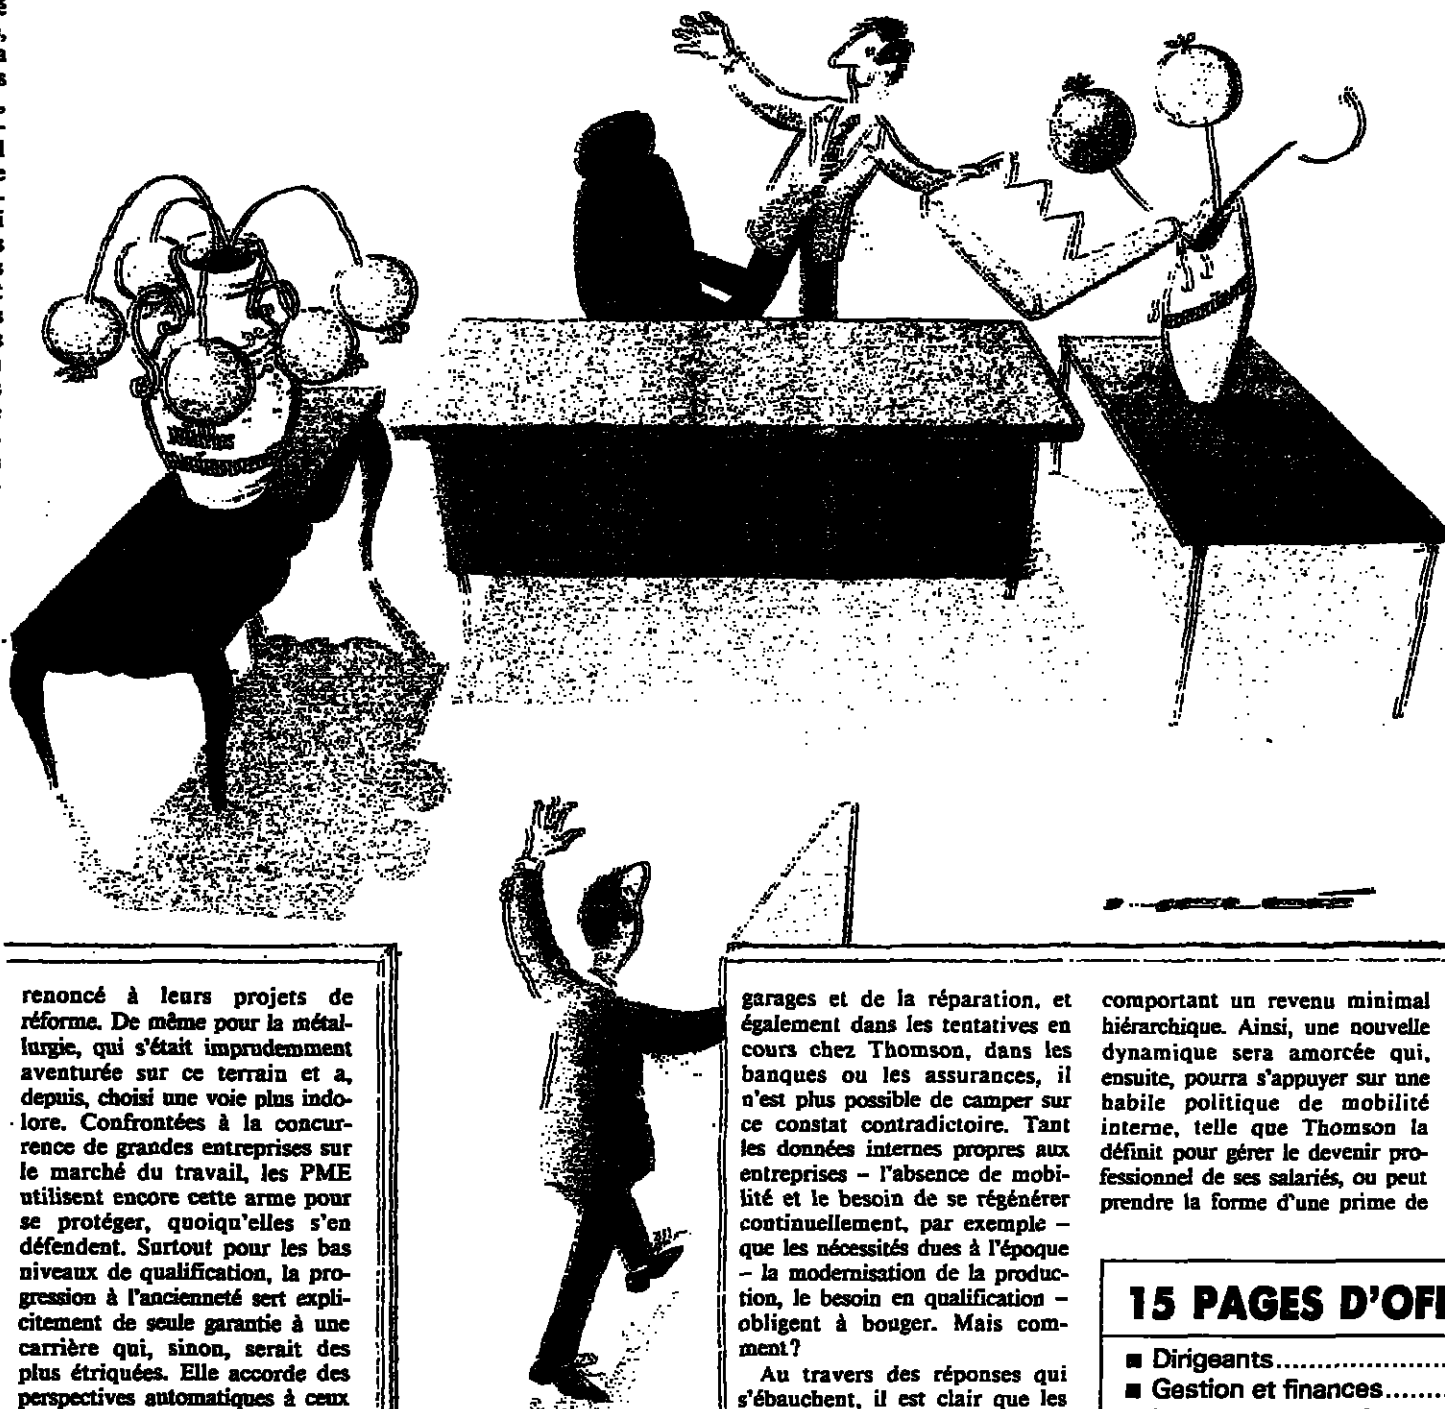 renoncé à leurs projets de
réforme. De même pour la métal-
lurgie, qui s'était imprudemment
aventurée sur ce terrain et a,
depuis, choisi une voie plus indo-
lore. Confrontées à la concur-
rence de grandes entreprises sur
le marché du travail, les PME
utilisent encore cette arme pour
se protéger, quoiqu'elles s'en
défendent. Surtout pour les bas
niveaux de qualification, la pro-
gression à l'ancienneté sert expli-
citement de seule garantie à une
carrière qui, sinon, serait des
plus étriquées. Elle accorde des
perspectives automatiques à ceux
garages et de la réparation, et
également dans les tentatives en
cours chez Thomson, dans les
banques ou les assurances, il
n'est plus possible de camper sur
ce constat contradictoire. Tant
les données internes propres aux
entreprises – l'absence de mobi-
lité et le besoin de se régénérer
continuellement, par exemple –
que les nécessités dues à l'époque
– la modernisation de la produc-
tion, le besoin en qualification –
obligent à bouger. Mais com-
ment ?
Au travers des réponses qui
s'ébauchent, il est clair que les
comportant un revenu minimal
hiérarchique. Ainsi, une nouvelle
dynamique sera amorcée qui,
ensuite, pourra s'appuyer sur une
habile politique de mobilité
interne, telle que Thomson la
définit pour gérer le devenir pro-
fessionnel de ses salariés, ou peut
prendre la forme d'une prime de
15 PAGES D'OF
■ Dirigeants
■ Gestion et finances